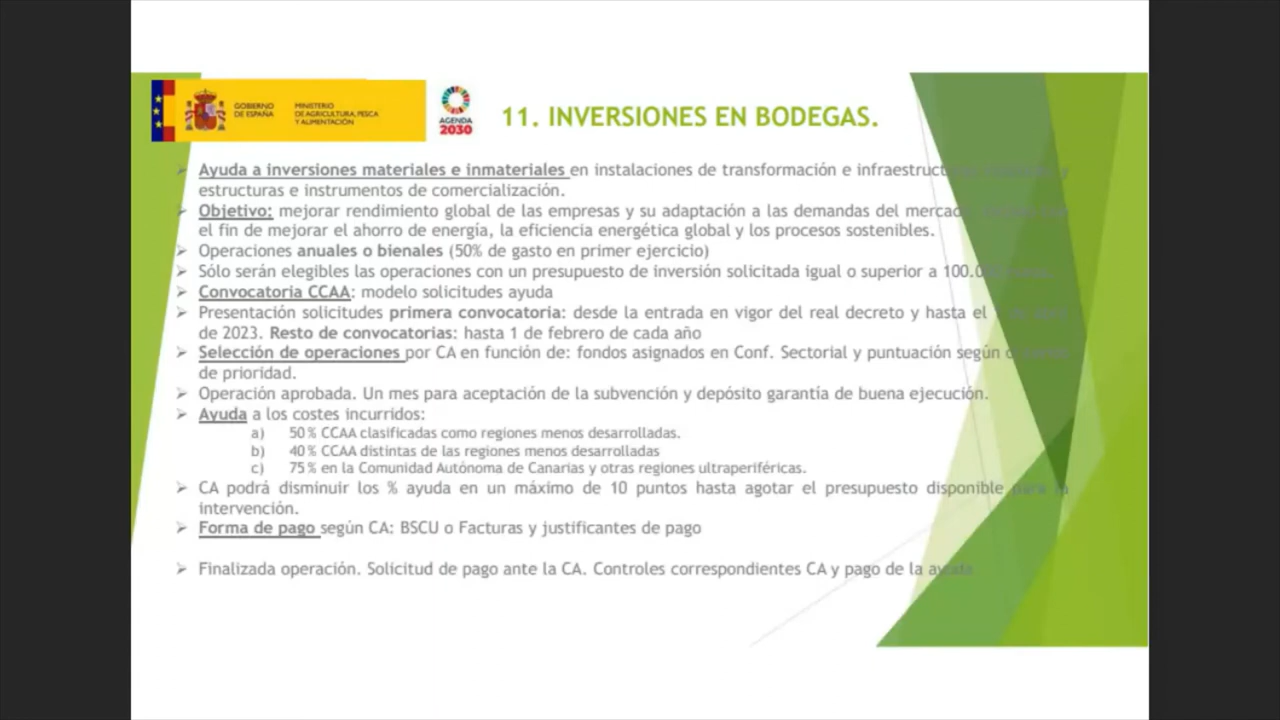 GOBIERNO
DE ESPAÑA
MINISTERIO
DE AGRICULTURA, PESCA
Y ALIMENTACIÓN
AGENDA
2030
11. INVERSIONES EN BODEGAS.
➢ Ayuda a inversiones materiales e inmateriales en instalaciones de transformación e
estructuras e instrumentos de comercialización.
➢ Objetivo: mejorar rendimiento global de las empresas y su adaptación a las demandas del
el fin de mejorar el ahorro de energía, la eficiencia energética global y los procesos sostenibles.
➢ Operaciones anuales o bienales (50% de gasto en primer ejercicio)
➢ Sólo serán elegibles las operaciones con un presupuesto de inversión solicitada igual o superior a
➢ Convocatoria CCAA: modelo solicitudes ayuda
➢ Presentación solicitudes primera convocatoria: desde la entrada en vigor del real decreto y hasta el
de 2023. Resto de convocatorias: hasta 1 de febrero de cada año
➢ Selección de operaciones por CA en función de: fondos asignados en Conf. Sectorial y puntuación según
de prioridad.
➢ Operación aprobada. Un mes para aceptación de la subvención y depósito garantía de buena ejecución.
➢ Ayuda a los costes incurridos:
a) 50 % CCAA clasificadas como regiones menos desarrolladas.
b) 40 % CCAA distintas de las regiones menos desarrolladas
c) 75 % en la Comunidad Autónoma de Canarias y otras regiones ultraperiféricas.
➢ CA podrá disminuir los % ayuda en un máximo de 10 puntos hasta agotar el presupuesto disponible para la
intervención.
➢ Forma de pago según CA: BSCU o Facturas y justificantes de pago
➢ Finalizada operación. Solicitud de pago ante la CA. Controles correspondientes CA y pago de la ayuda